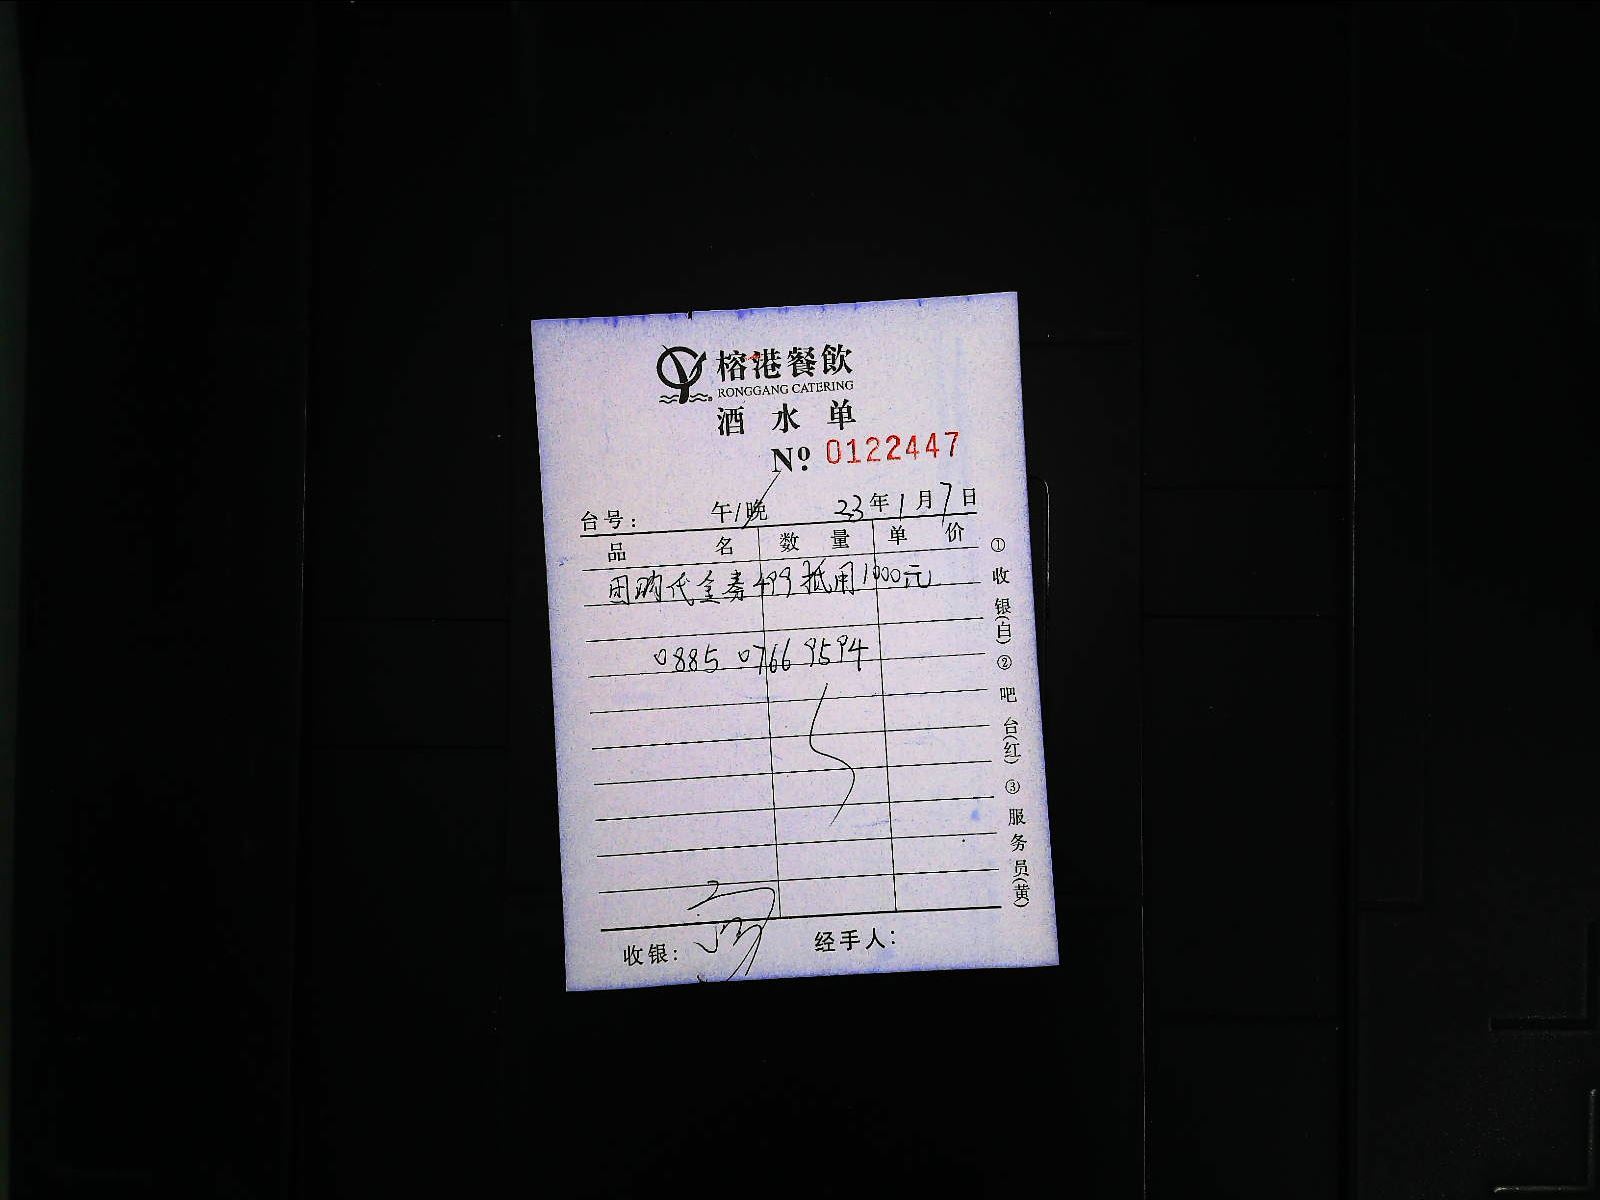 榕港餐飲
RONGGANG CATERING
酒水单
Nº 0122447
台号: 午/晚 23年1月7日
品名 数量 单价
团购代金券499抵用1000元
0885 0766 9594
①收银(白)②吧台(红)③服务员(黄)
收银: 经手人: